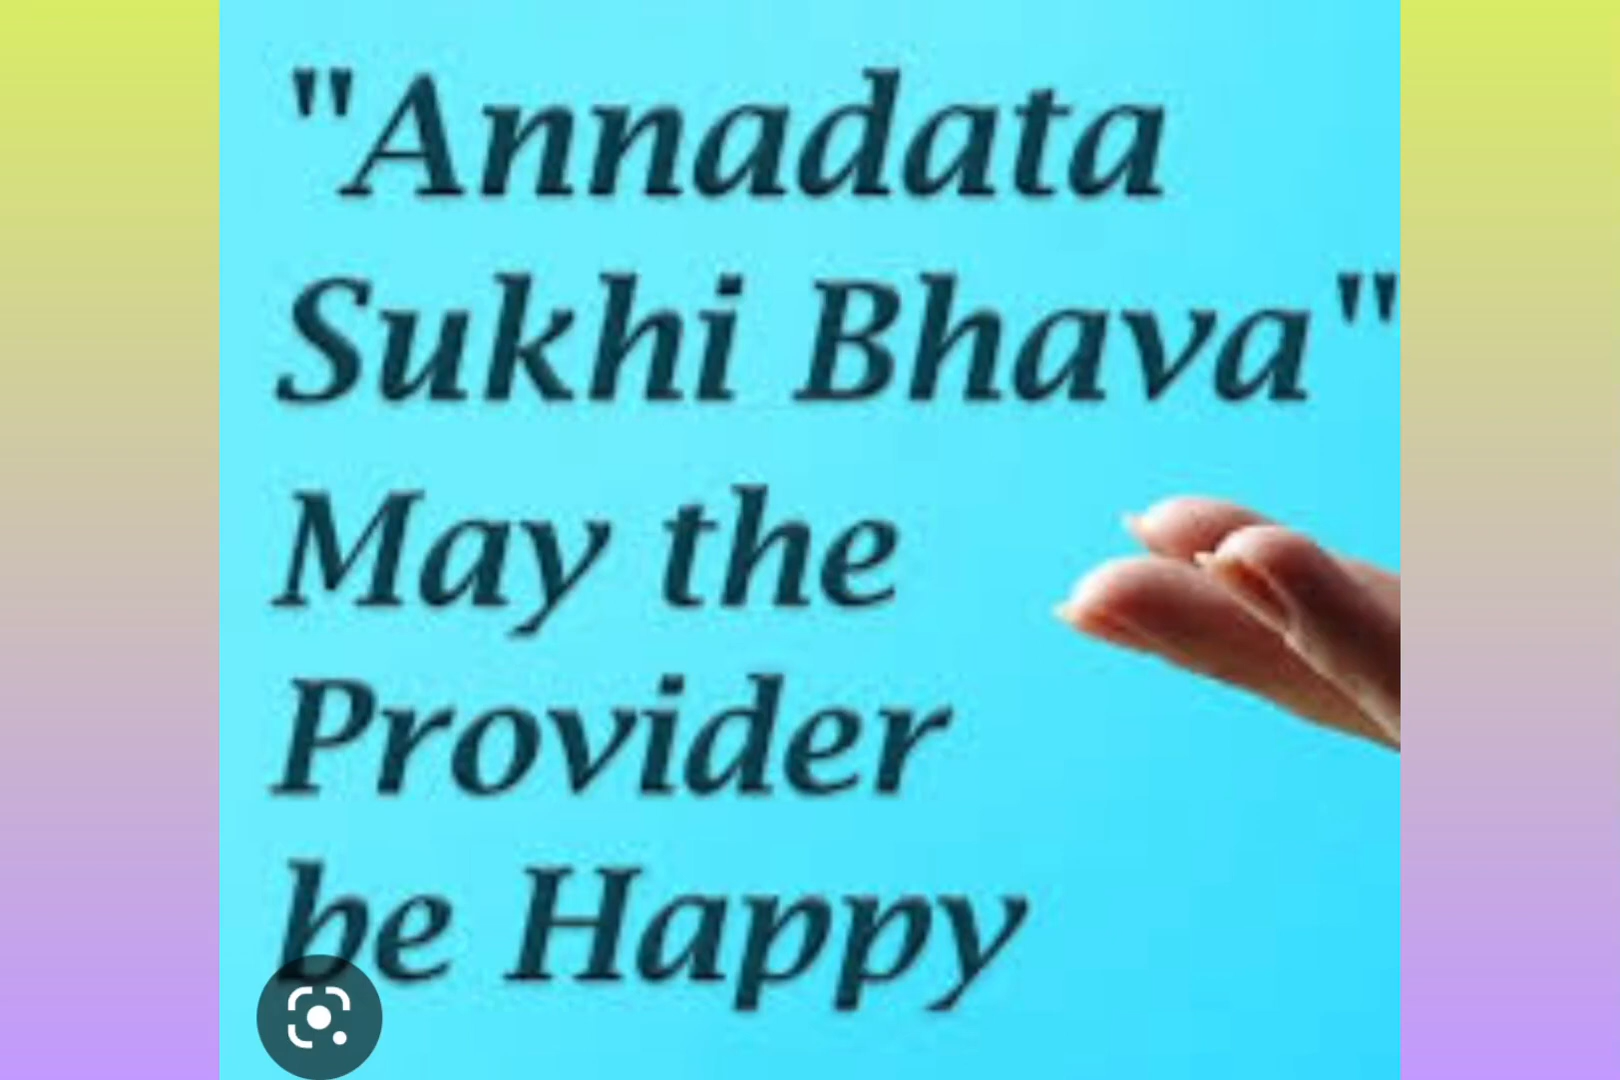 "Annadata
Sukhi Bhava"
May the
Provider
be Happy